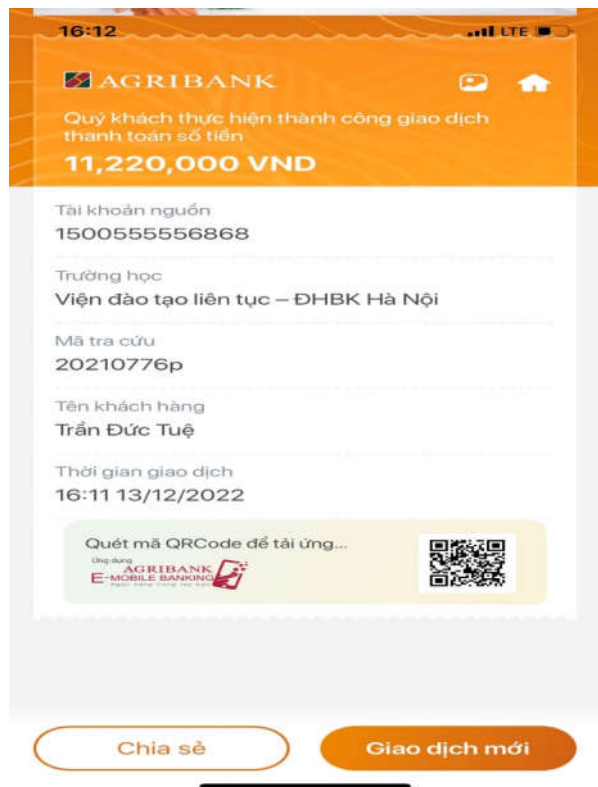 16:12
LTE
AGRIBANK
Quý khách thực hiện thành công giao dịch
thanh toán số tiền
11,220,000 VND
Tài khoản nguồn
1500555556868
Trường học
Viện đào tạo liên tục – ĐHBK Hà Nội
Mã tra cứu
20210776p
Tên khách hàng
Trần Đức Tuệ
Thời gian giao dịch
16:11 13/12/2022
Quét mã QRCode để tải ứng...
Ứng dụng
AGRIBANK
E-MOBILE BANKING
Chia sẻ
Giao dịch mới